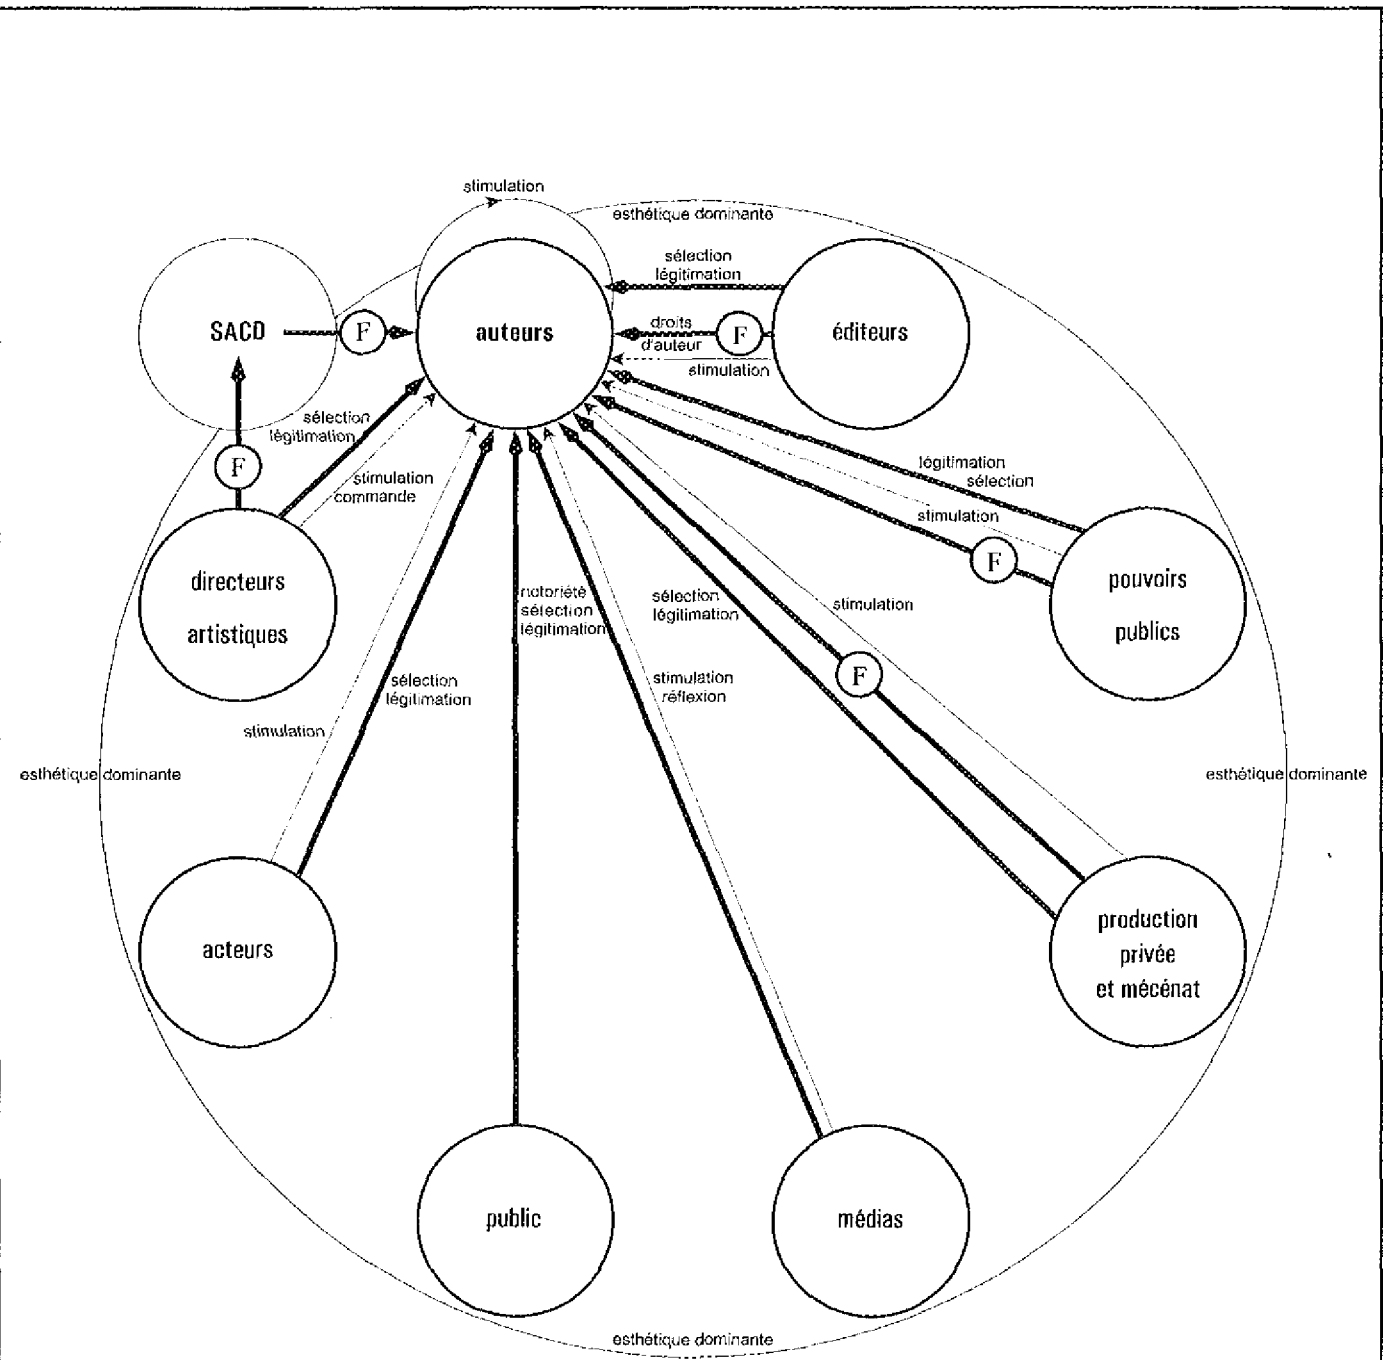 stimulation
esthétique dominante
sélection
légitimation
SACD
F
auteurs
droits
d'auteur
F
éditeurs
stimulation
sélection
légitimation
F
stimulation
commande
légitimation
sélection
stimulation
F
directeurs
artistiques
notoriété
sélection
légitimation
sélection
légitimation
stimulation
pouvoirs
publics
sélection
légitimation
stimulation
réflexion
F
stimulation
esthétique dominante
esthétique dominante
acteurs
production
privée
et mécénat
public
médias
esthétique dominante